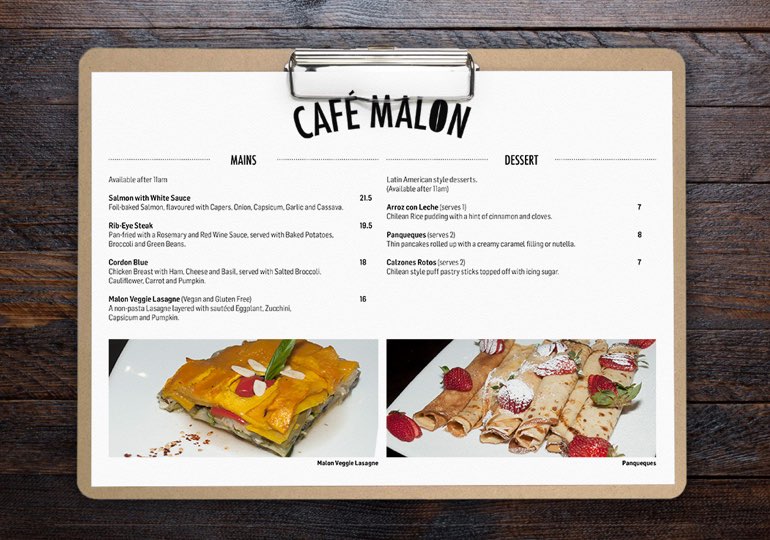 CAFÉ MALON
MAINS
Available after 11am
Salmon with White Sauce 21.5
Foil-baked Salmon, flavoured with Capers, Onion, Capsicum, Garlic and Cassava.
Rib-Eye Steak 19.5
Pan-fried with a Rosemary and Red Wine Sauce, served with Baked Potatoes,
Broccoli and Green Beans.
Cordon Blue 18
Chicken Breast with Ham, Cheese and Basil, served with Salted Broccoli,
Cauliflower, Carrot and Pumpkin.
Malon Veggie Lasagne (Vegan and Gluten Free) 16
A non-pasta Lasagne layered with sautéed Eggplant, Zucchini,
Capsicum and Pumpkin.
Malon Veggie Lasagne
DESSERT
Latin American style desserts.
(Available after 11am)
Arroz con Leche (serves 1) 7
Chilean Rice pudding with a hint of cinnamon and cloves.
Panqueques (serves 2) 8
Thin pancakes rolled up with a creamy caramel filling or nutella.
Calzones Rotos (serves 2) 7
Chilean style puff pastry sticks topped off with icing sugar.
Panqueques